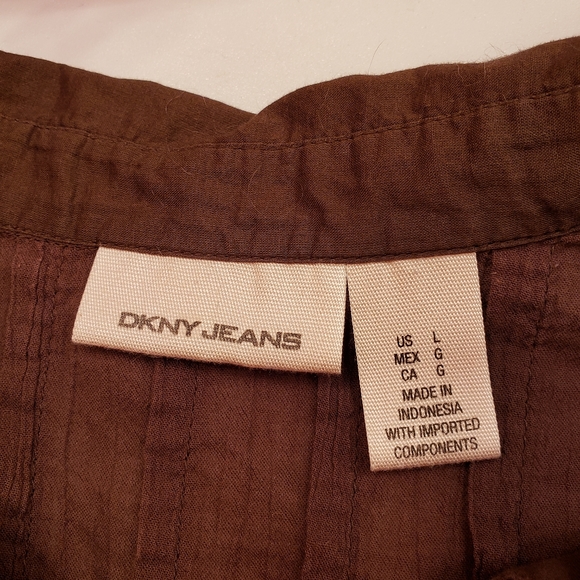 DKNY JEANS
US L
MEX G
CA G
MADE IN
INDONESIA
WITH IMPORTED
COMPONENTS